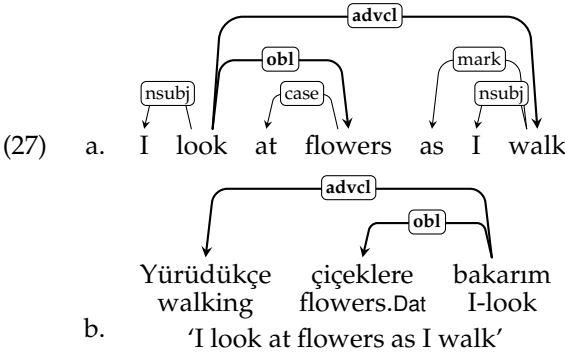 advcl
obl
mark
nsubj
case
nsubj
(27) a. I look at flowers as I walk
advcl
obl
Yürüdükçe çiçeklere bakarım
walking flowers.Dat I-look
b. ‘I look at flowers as I walk’